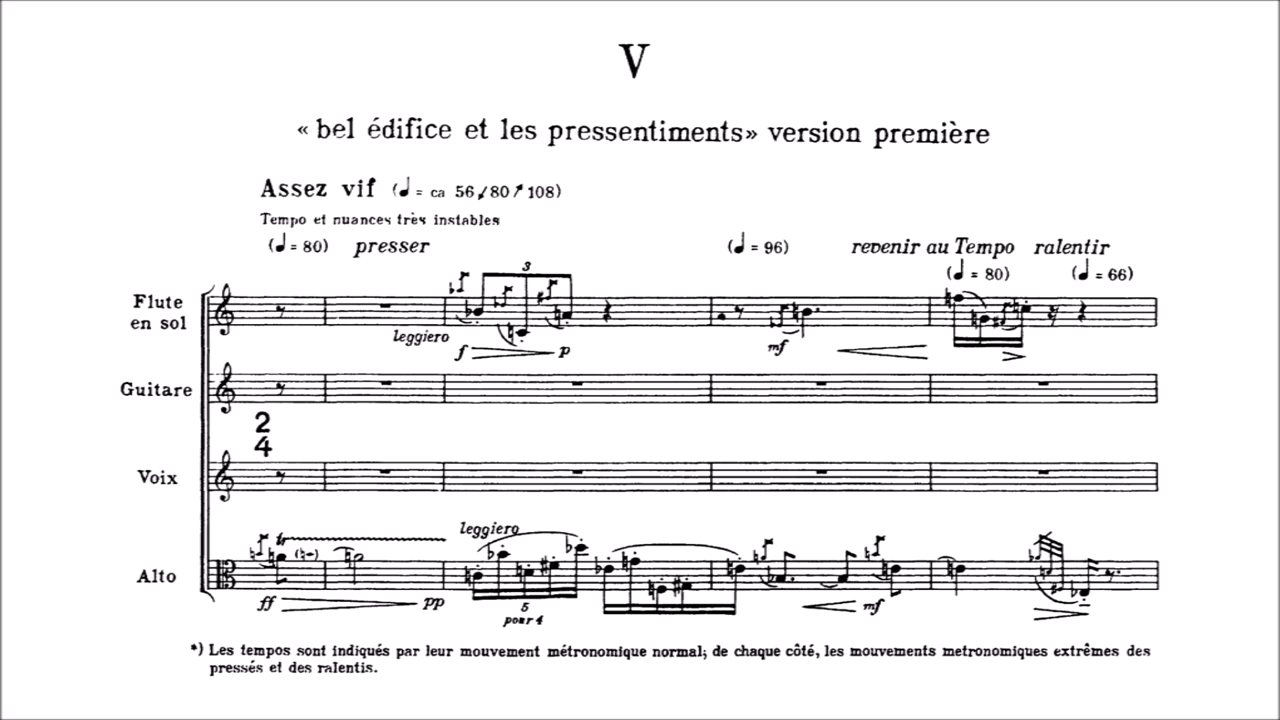 V
« bel édifice et les pressentiments» version première
Assez vif (♩ = ca 56↙80↗108)
Tempo et nuances très instables
(♩ = 80) presser (♩ = 96) revenir au Tempo ralentir
(♩ = 80) (♩ = 66)
3
Flute
en sol
leggiero
f p mf
Guitare
2
4
Voix
leggiero
tr
Alto
ff pp 5 mf
pour 4
*) Les tempos sont indiqués par leur mouvement métronomique normal; de chaque côté, les mouvements metronomiques extrêmes des
pressés et des ralentis.